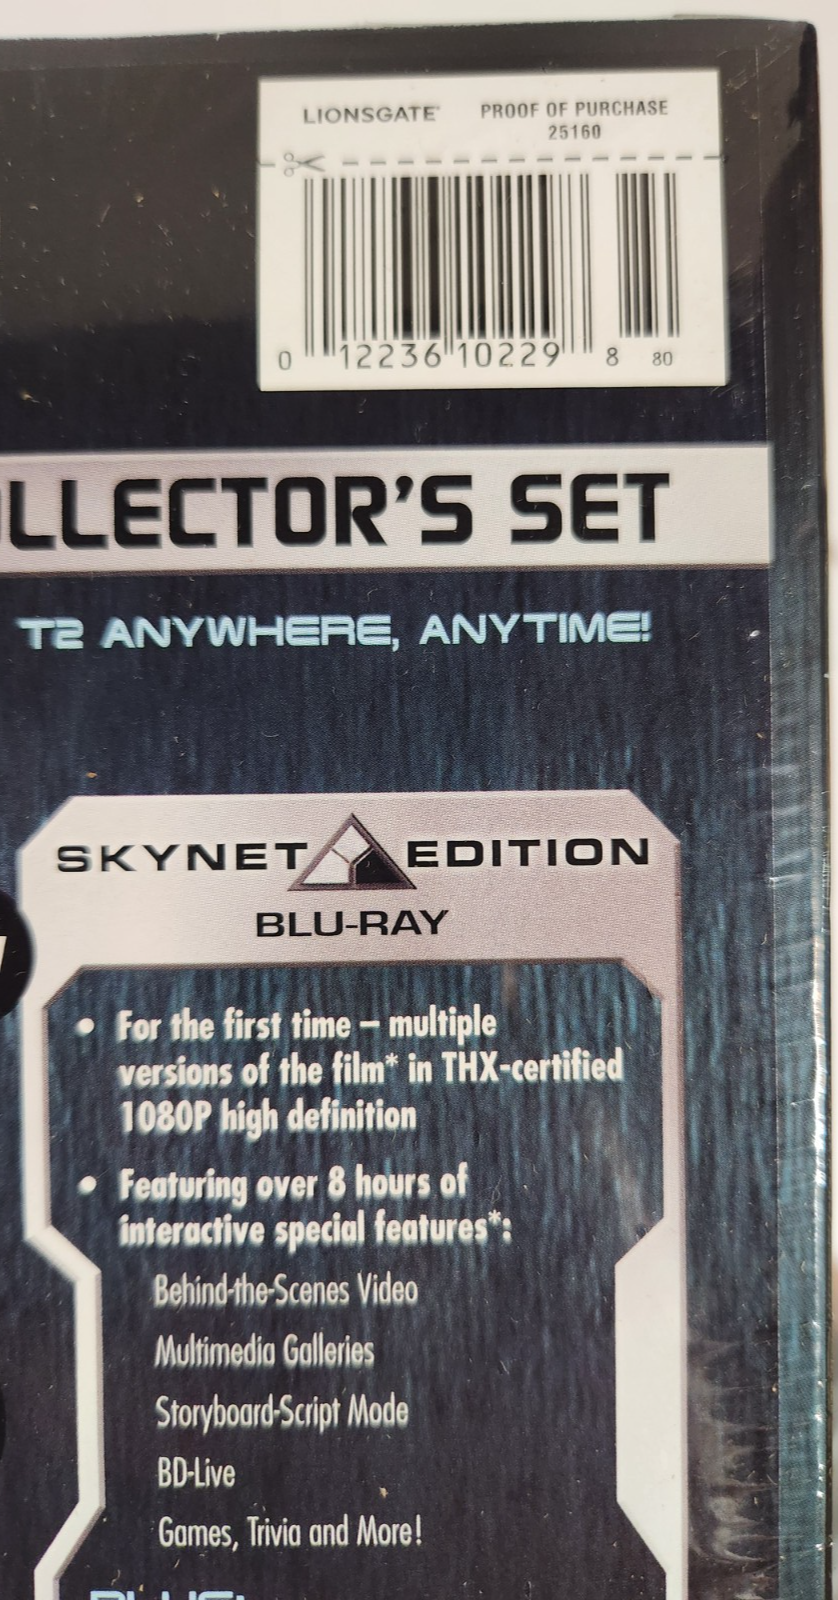 LIONSGATE PROOF OF PURCHASE
25160
0 12236 10229 8 80
OLLECTOR'S SET
T2 ANYWHERE, ANYTIME!
SKYNET EDITION
BLU-RAY
• For the first time – multiple
versions of the film* in THX-certified
1080P high definition
• Featuring over 8 hours of
interactive special features*:
Behind-the-Scenes Video
Multimedia Galleries
Storyboard-Script Mode
BD-Live
Games, Trivia and More!
PLUS: